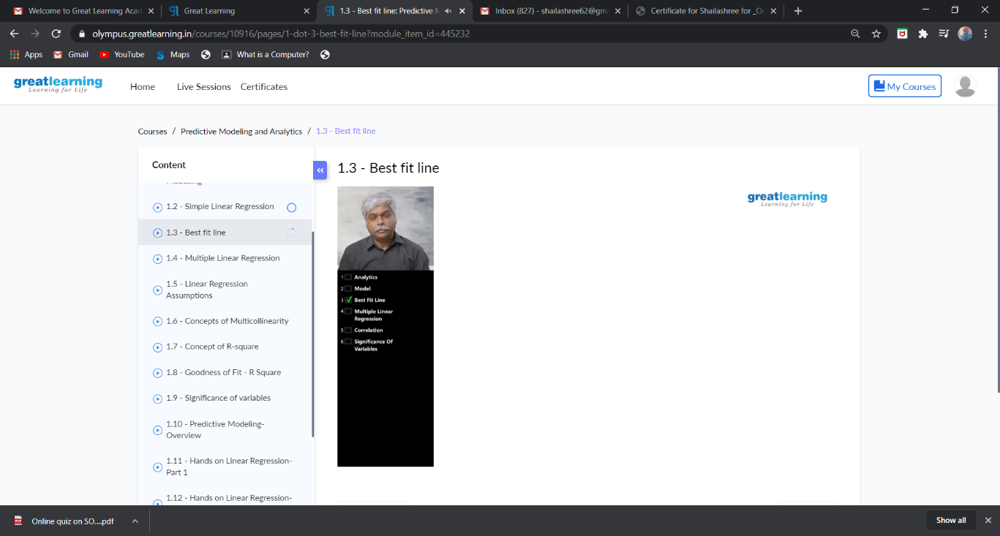 Welcome to Great Learning Acad
Great Learning
1.3 - Best fit line: Predictive M
Inbox (827) - shailashree62@gm
Certificate for Shailashree for _O
olympus.greatlearning.in/courses/10916/pages/1-dot-3-best-fit-line?module_item_id=445232
Apps
Gmail
YouTube
Maps
What is a Computer?
greatlearning
Learning for Life
Home
Live Sessions
Certificates
My Courses
Courses / Predictive Modeling and Analytics / 1.3 - Best fit line
Content
1.3 - Best fit line
Modelling
1.2 - Simple Linear Regression
1.3 - Best fit line
1.4 - Multiple Linear Regression
1.5 - Linear Regression
Assumptions
1.6 - Concepts of Multicollinearity
1.7 - Concept of R-square
1.8 - Goodness of Fit - R Square
1.9 - Significance of variables
1.10 - Predictive Modeling-
Overview
1.11 - Hands on Linear Regression-
Part 1
1.12 - Hands on Linear Regression-
greatlearning
Learning for Life
1 Analytics
2 Model
3 Best Fit Line
4 Multiple Linear
Regression
5 Correlation
6 Significance Of
Variables
PDF
Online quiz on SO....pdf
Show all